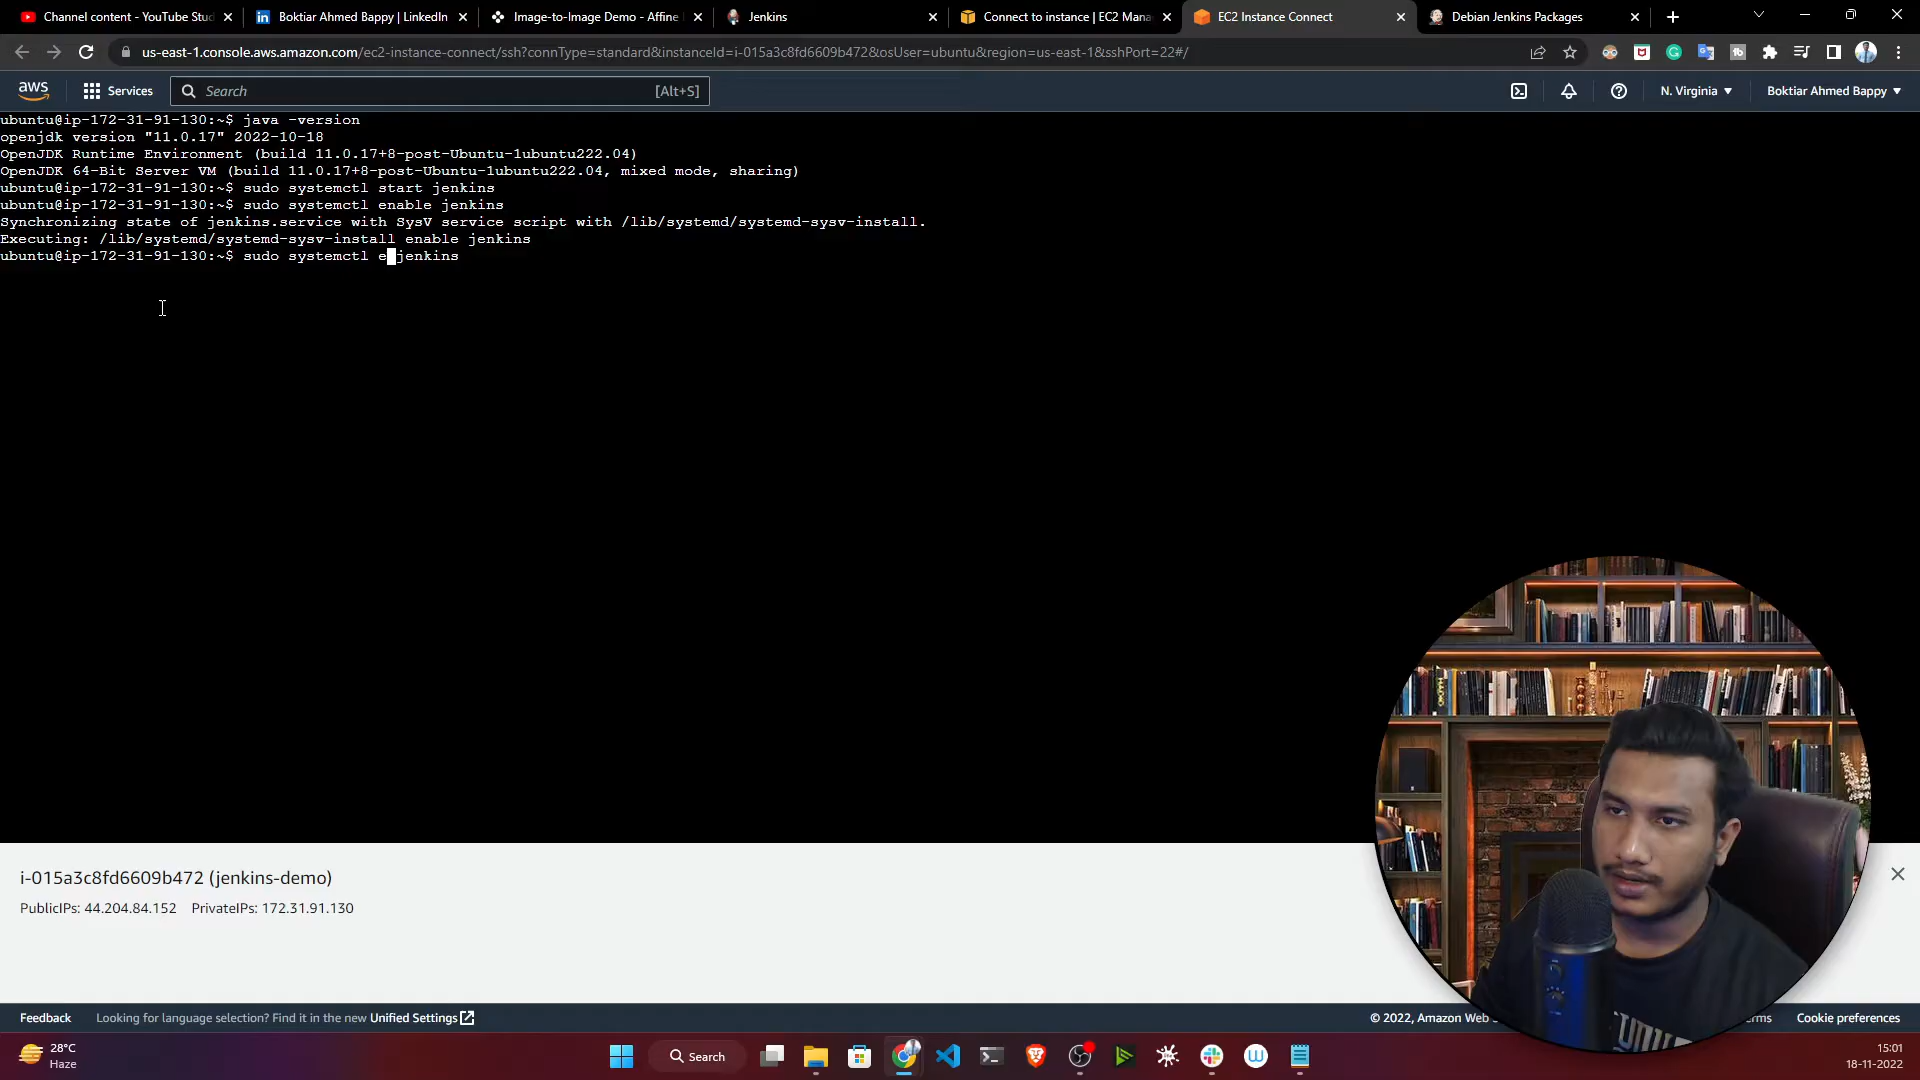 Channel content - YouTube Stud
Boktiar Ahmed Bappy | LinkedIn
Image-to-Image Demo - Affine
Jenkins
Connect to instance | EC2 Mana
EC2 Instance Connect
Debian Jenkins Packages
us-east-1.console.aws.amazon.com/ec2-instance-connect/ssh?connType=standard&instanceId=i-015a3c8fd6609b472&osUser=ubuntu&region=us-east-1&sshPort=22#/
aws
Services
Search
[Alt+S]
N. Virginia
Boktiar Ahmed Bappy
ubuntu@ip-172-31-91-130:~$ java -version
openjdk version "11.0.17" 2022-10-18
OpenJDK Runtime Environment (build 11.0.17+8-post-Ubuntu-1ubuntu222.04)
OpenJDK 64-Bit Server VM (build 11.0.17+8-post-Ubuntu-1ubuntu222.04, mixed mode, sharing)
ubuntu@ip-172-31-91-130:~$ sudo systemctl start jenkins
ubuntu@ip-172-31-91-130:~$ sudo systemctl enable jenkins
Synchronizing state of jenkins.service with SysV service script with /lib/systemd/systemd-sysv-install.
Executing: /lib/systemd/systemd-sysv-install enable jenkins
ubuntu@ip-172-31-91-130:~$ sudo systemctl e jenkins
i-015a3c8fd6609b472 (jenkins-demo)
PublicIPs: 44.204.84.152 PrivateIPs: 172.31.91.130
Feedback
Looking for language selection? Find it in the new Unified Settings
© 2022, Amazon Web
Cookie preferences
28°C
Haze
Search
15:01
18-11-2022